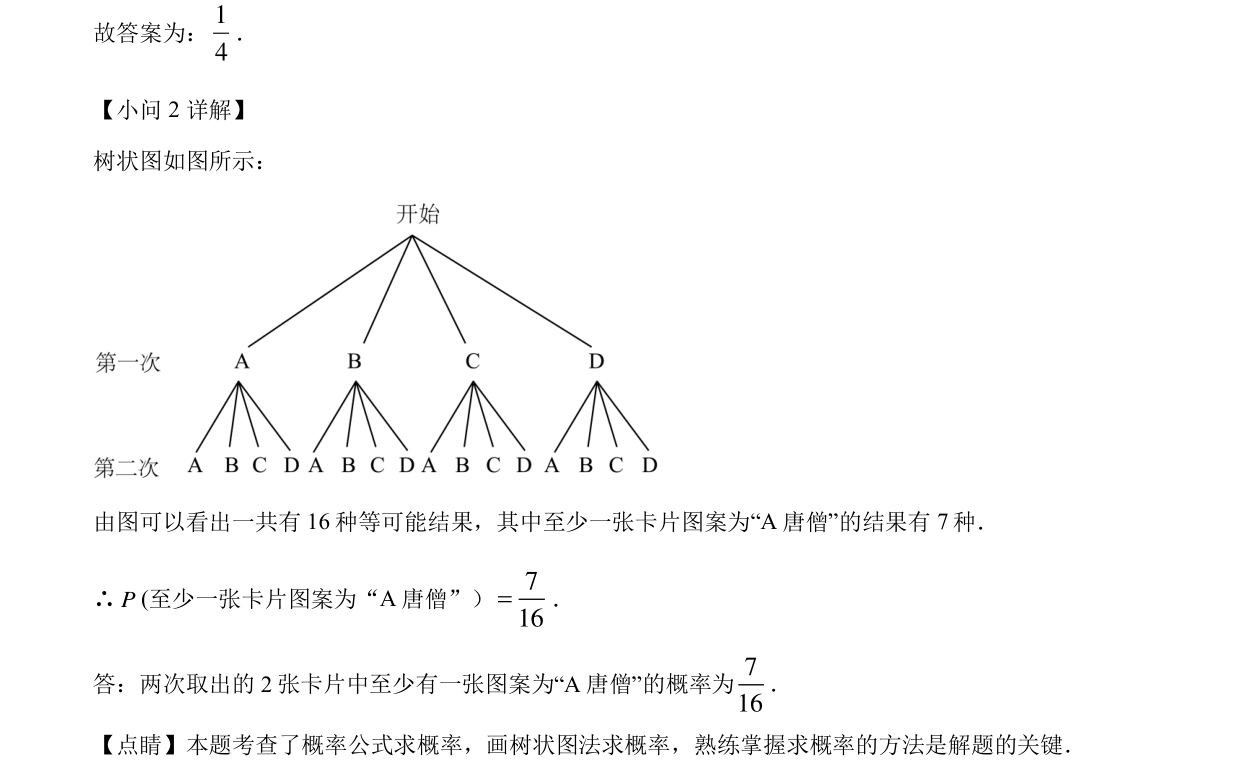 故答案为：1/4．
【小问 2 详解】
树状图如图所示：
开始
第一次 A B C D
第二次 A B C D A B C D A B C D A B C D
由图可以看出一共有 16 种等可能结果，其中至少一张卡片图案为“A 唐僧”的结果有 7 种．
∴ P (至少一张卡片图案为“A 唐僧”）＝7/16．
答：两次取出的 2 张卡片中至少有一张图案为“A 唐僧”的概率为7/16．
【点睛】本题考查了概率公式求概率，画树状图法求概率，熟练掌握求概率的方法是解题的关键．